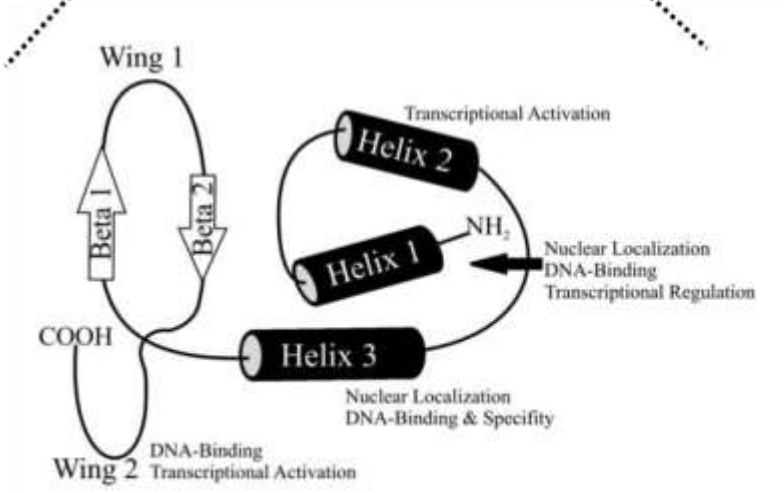 Wing 1
Transcriptional Activation
Helix 2
Beta 1
Beta 2
NH2
Helix 1
Nuclear Localization
DNA-Binding
Transcriptional Regulation
COOH
Helix 3
Nuclear Localization
DNA-Binding & Specifity
Wing 2
DNA-Binding
Transcriptional Activation